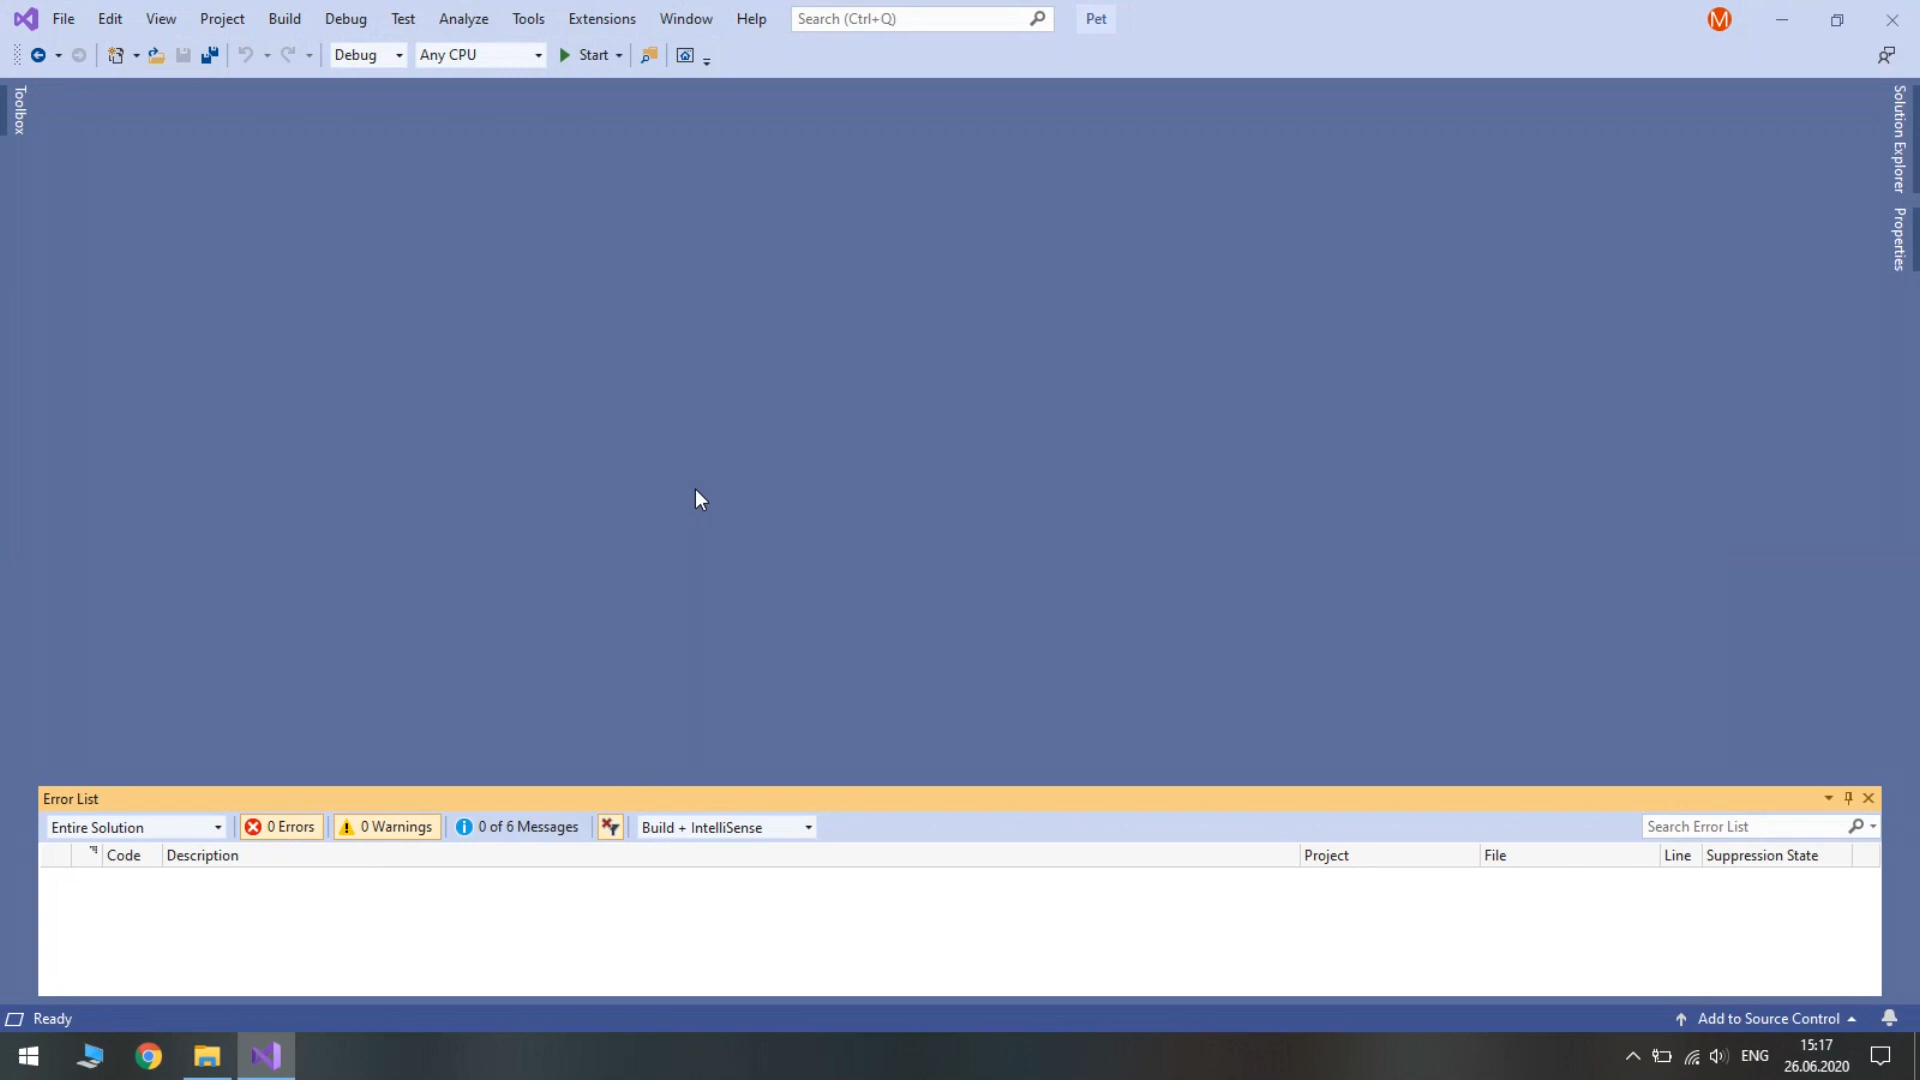 File Edit View Project Build Debug Test Analyze Tools Extensions Window Help Search (Ctrl+Q) Pet M
Debug Any CPU Start
Toolbox
Solution Explorer
Properties
Error List
Entire Solution 0 Errors 0 Warnings 0 of 6 Messages Build + IntelliSense Search Error List
Code Description Project File Line Suppression State
Ready Add to Source Control
ENG 15:17
26.06.2020